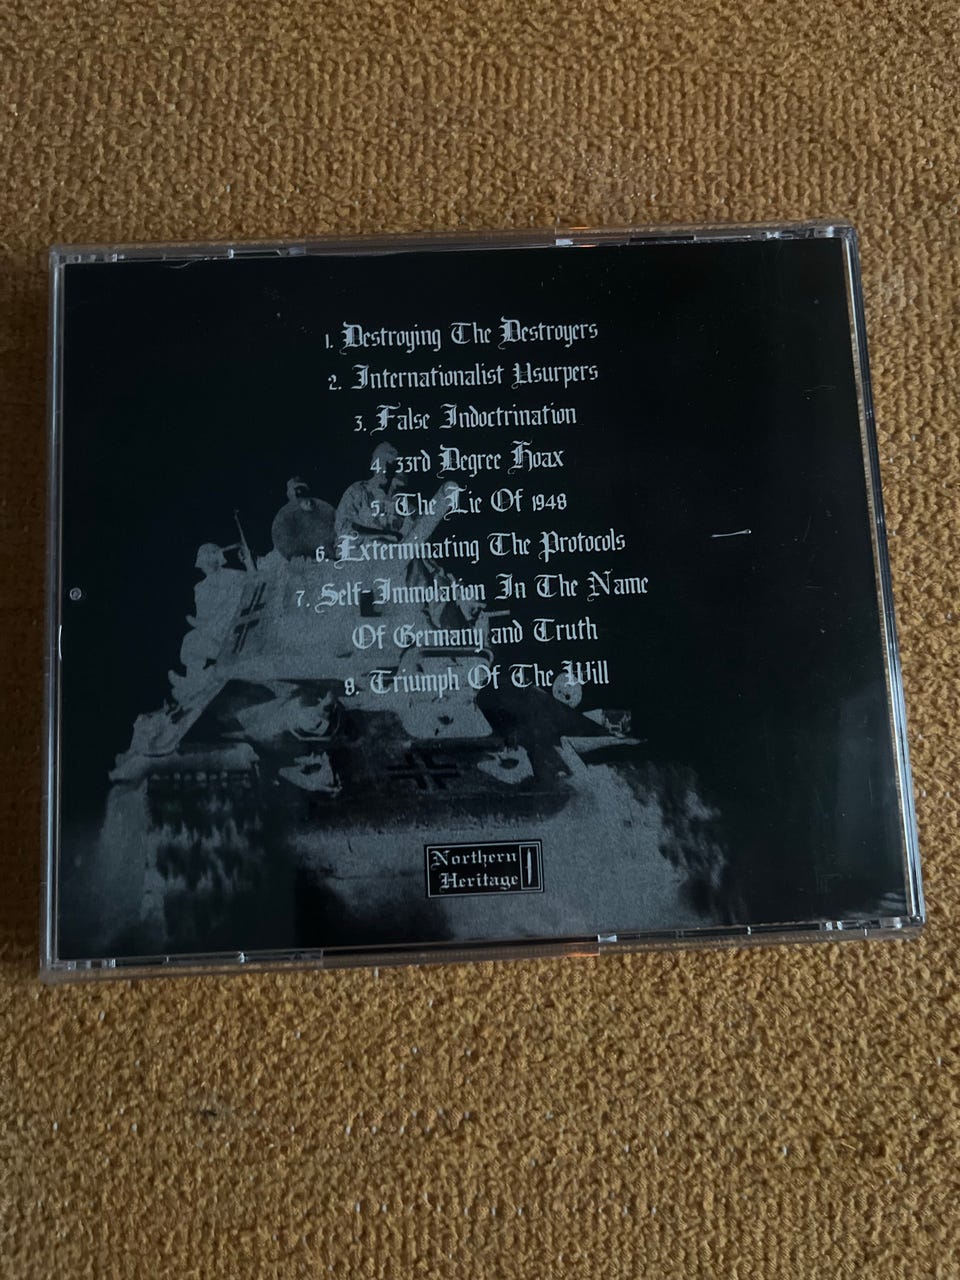 1. Destroying The Destroyers
2. Internationalist Usurpers
3. False Indoctrination
4. 33rd Degree Hoax
5. The Lie Of 1948
6. Exterminating The Protocols
7. Self-Immolation In The Name
Of Germany and Truth
8. Triumph Of The Will
Northern
Heritage